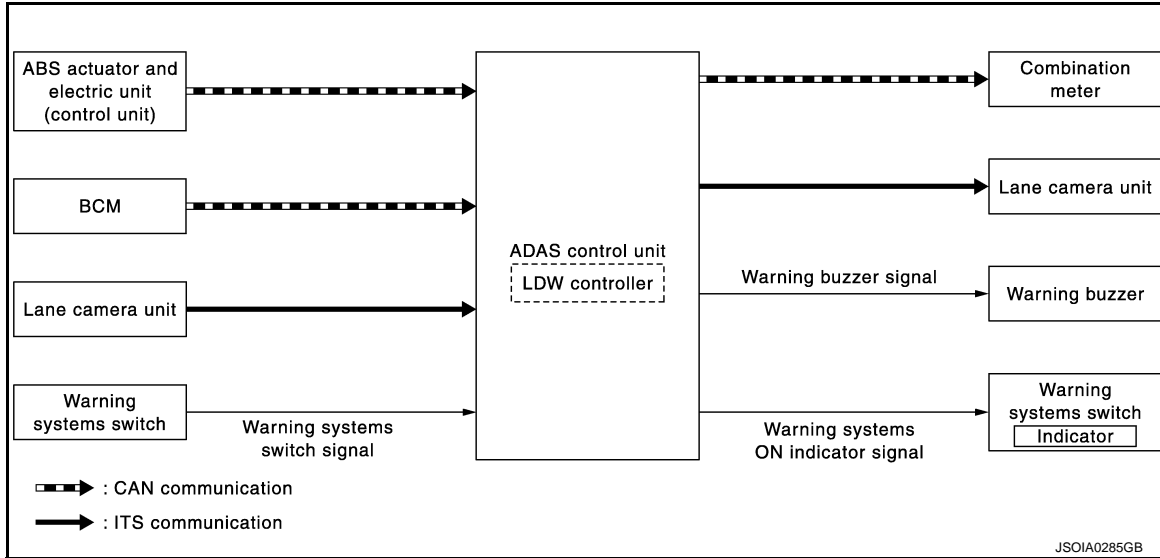 ABS actuator and
electric unit
(control unit)
BCM
Lane camera unit
Warning
systems switch
Warning systems
switch signal
ADAS control unit
LDW controller
Combination
meter
Lane camera unit
Warning buzzer signal
Warning buzzer
Warning systems
ON indicator signal
Warning
systems switch
Indicator
: CAN communication
: ITS communication
JSOIA0285GB